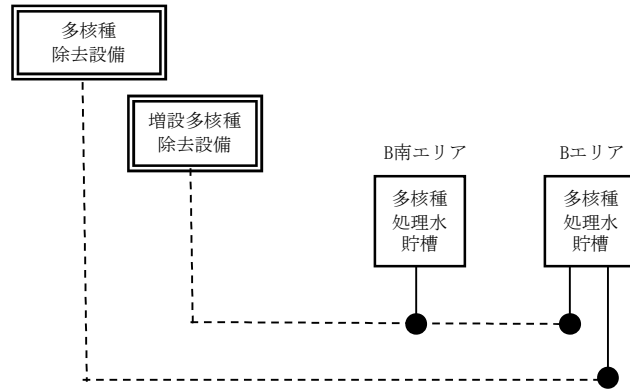 多核種
除去設備
増設多核種
除去設備
B南エリア
Bエリア
多核種
処理水
貯槽
多核種
処理水
貯槽